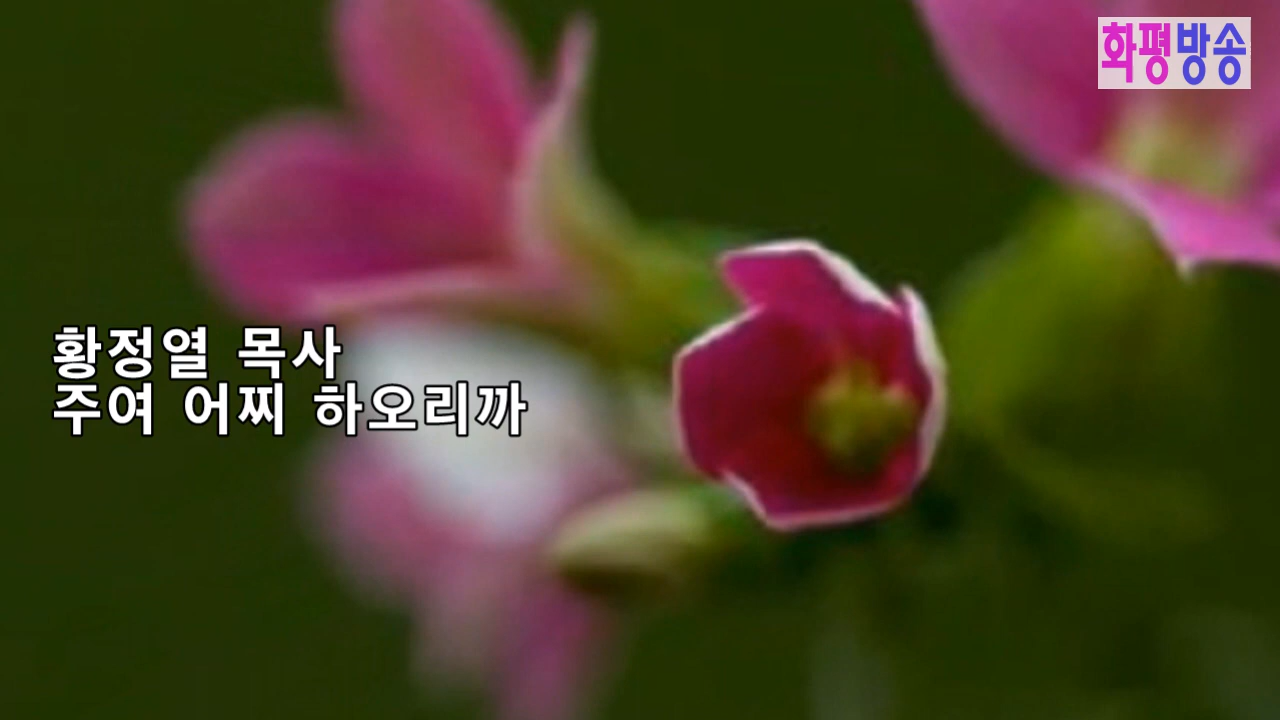 화평방송
황정열 목사
주여 어찌 하오리까